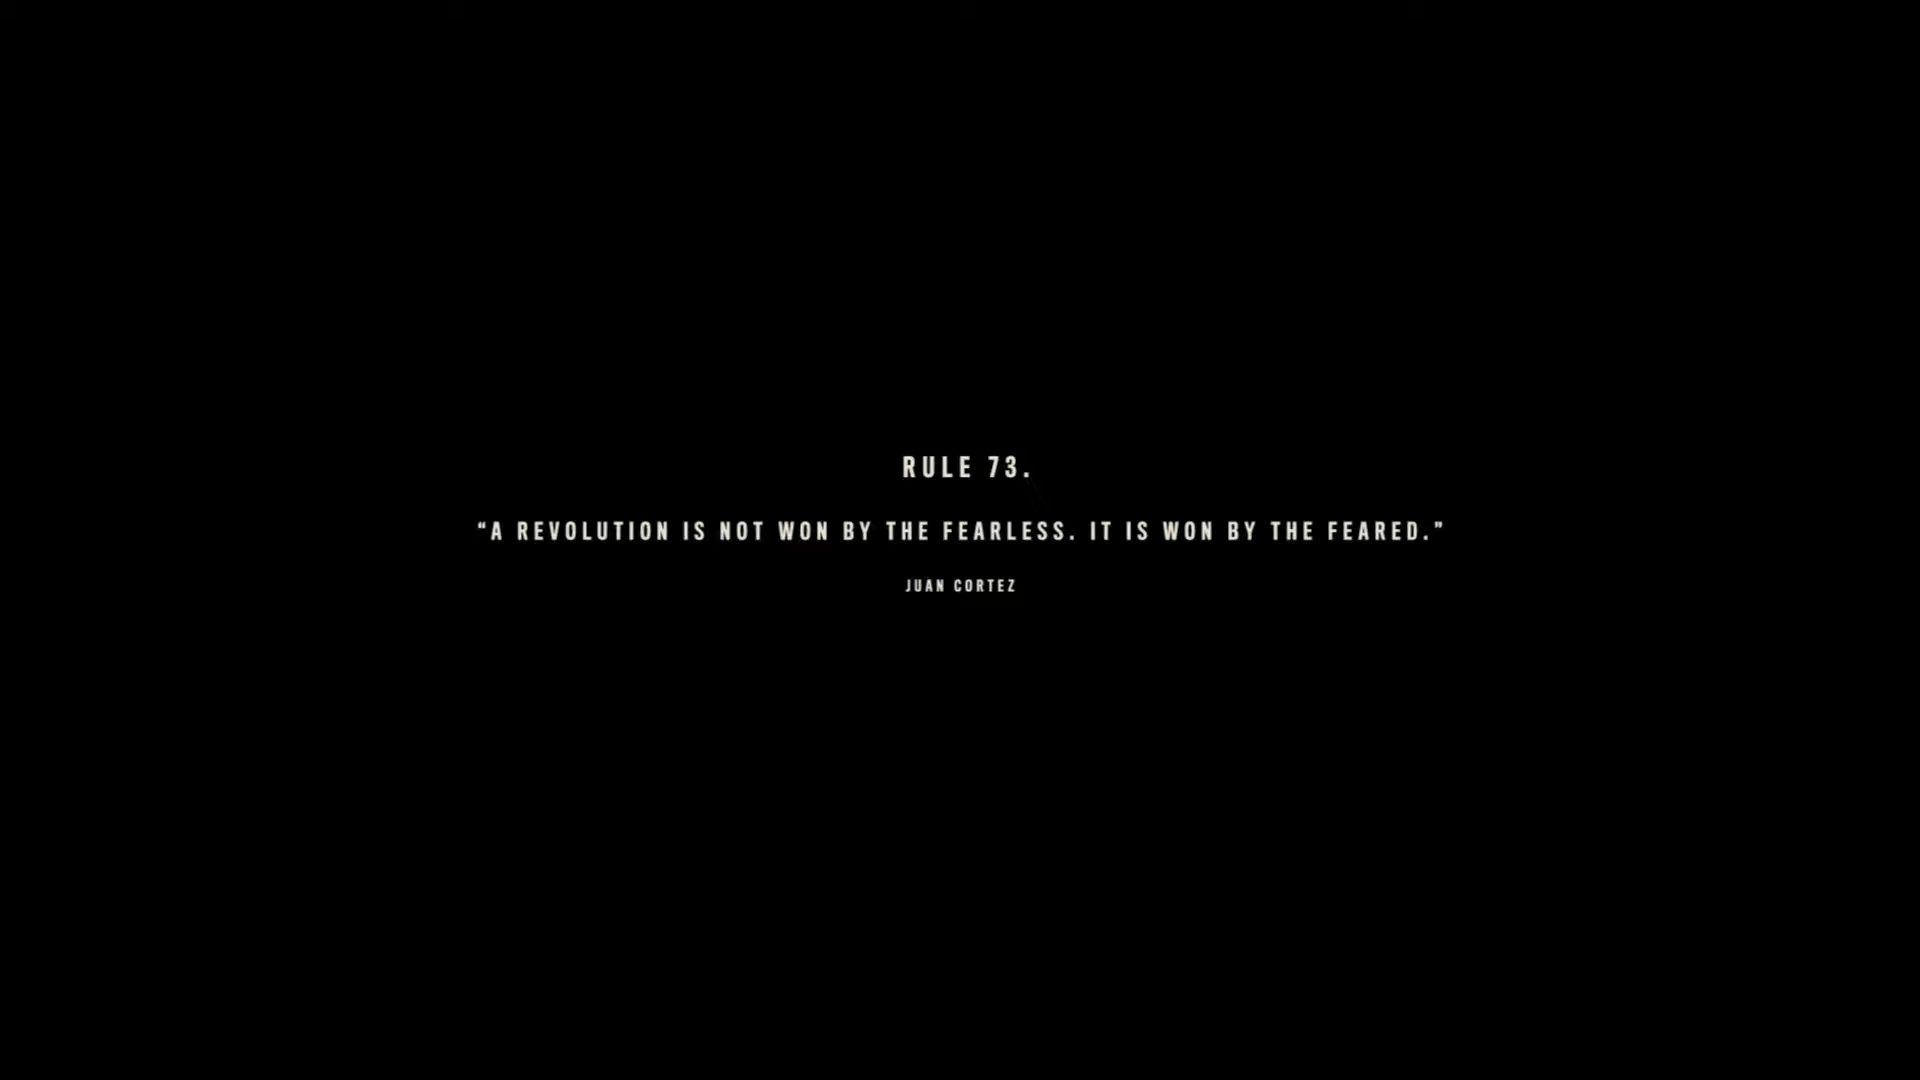 RULE 73.
“A REVOLUTION IS NOT WON BY THE FEARLESS. IT IS WON BY THE FEARED.”
JUAN CORTEZ